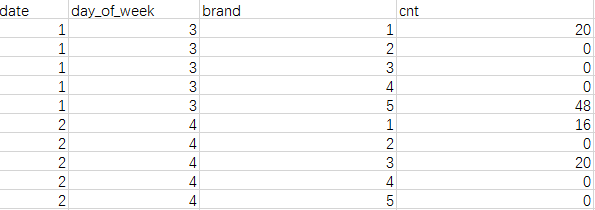 date day_of_week brand cnt
1 3 1 20
1 3 2 0
1 3 3 0
1 3 4 0
1 3 5 48
2 4 1 16
2 4 2 0
2 4 3 20
2 4 4 0
2 4 5 0